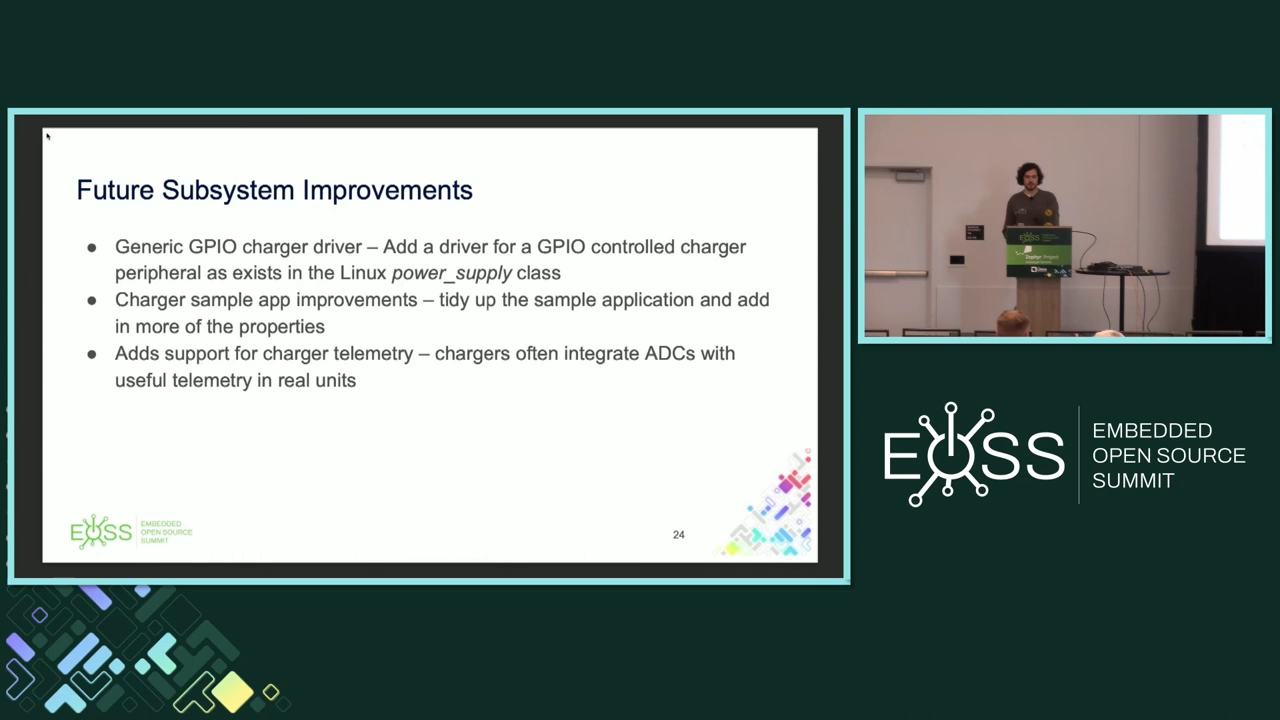 Future Subsystem Improvements
● Generic GPIO charger driver – Add a driver for a GPIO controlled charger
peripheral as exists in the Linux power_supply class
● Charger sample app improvements – tidy up the sample application and add
in more of the properties
● Adds support for charger telemetry – chargers often integrate ADCs with
useful telemetry in real units
EOSS
EMBEDDED
OPEN SOURCE
SUMMIT
24
EOSS
Zephyr Project
EOSS
EMBEDDED
OPEN SOURCE
SUMMIT